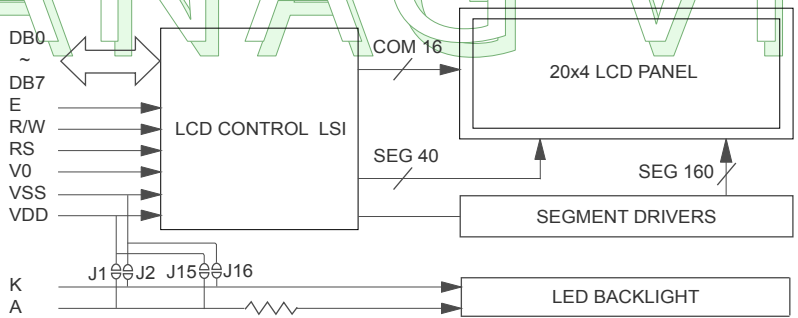 DB0
~
DB7
E
R/W
RS
V0
VSS
VDD
LCD CONTROL LSI
COM 16
20x4 LCD PANEL
SEG 40
SEG 160
SEGMENT DRIVERS
J1 J2 J15 J16
K
A
LED BACKLIGHT